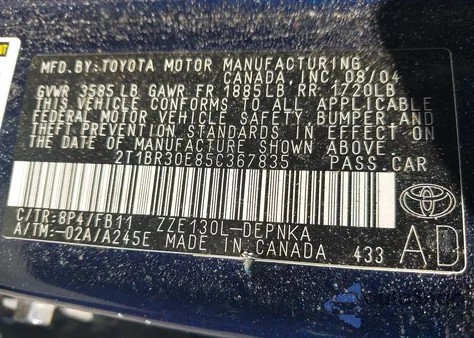 MFD.BY:TOYOTA MOTOR MANUFACTURING,
CANADA,INC. 08/04
GVWR 3585LB GAWR FR 1885LB RR 1720LB
THIS VEHICLE CONFORMS TO ALL APPLICABLE
FEDERAL MOTOR VEHICLE SAFETY, BUMPER AND
THEFT PREVENTION STANDARDS IN EFFECT ON
THE DATE OF MANUFACTURE SHOWN ABOVE.
2T1BR30E85C367835 PASS.CAR
C/TR:8P4/FB11 ZZE130L-DEPNKA
A/TM:-02A/A245E MADE IN CANADA 433
AD